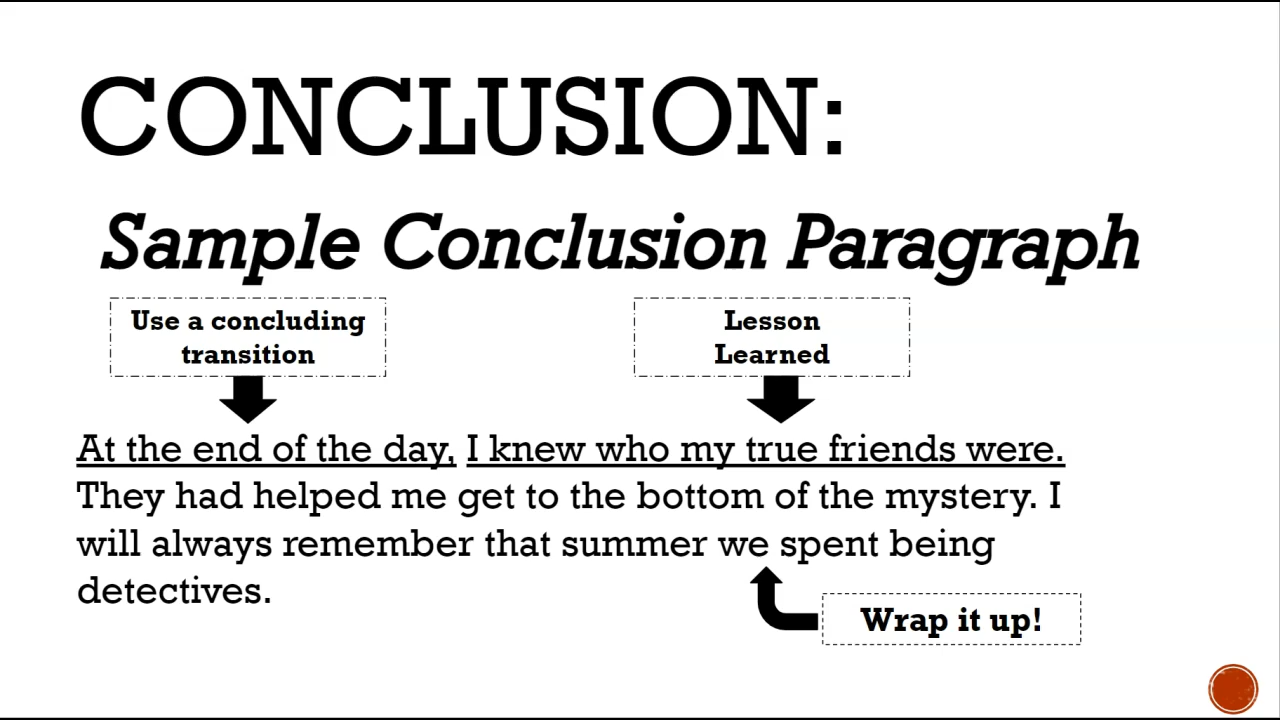 CONCLUSION:
Sample Conclusion Paragraph
Use a concluding
transition
Lesson
Learned
At the end of the day, I knew who my true friends were.
They had helped me get to the bottom of the mystery. I
will always remember that summer we spent being
detectives.
Wrap it up!